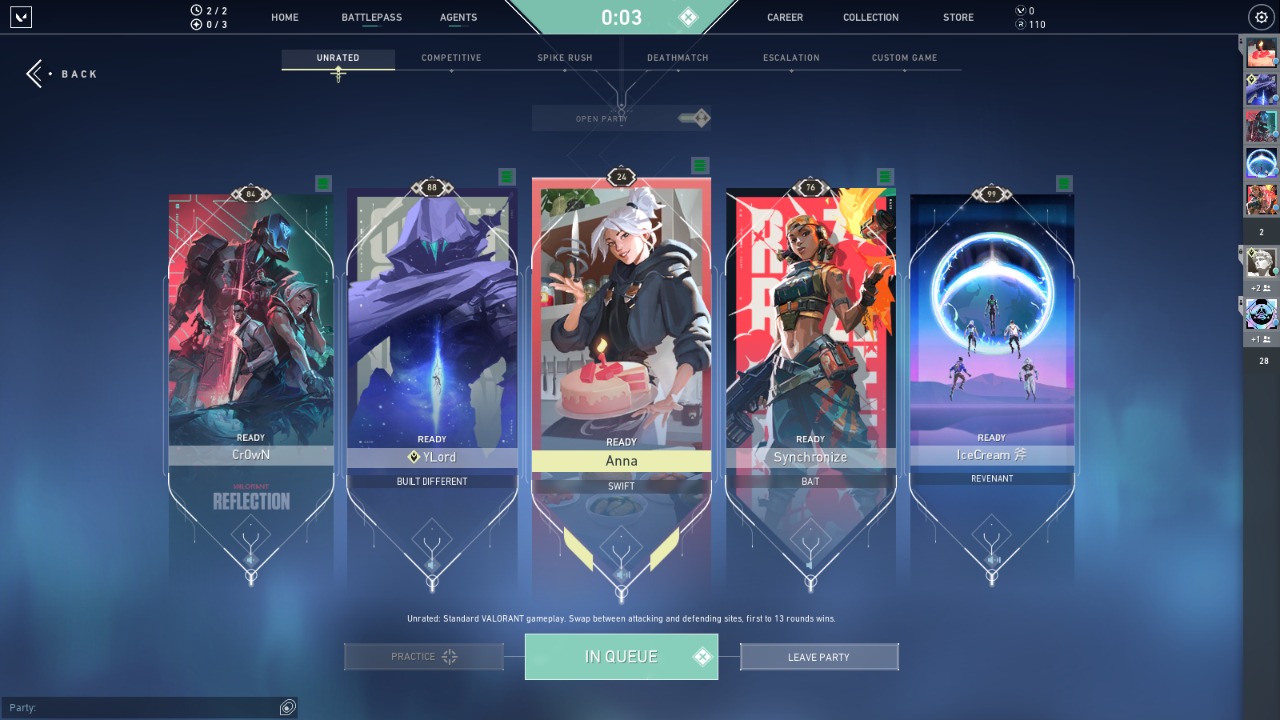 2 / 2
0 / 3
HOME
BATTLEPASS
AGENTS
0:03
CAREER
COLLECTION
STORE
0
110
BACK
UNRATED
COMPETITIVE
SPIKE RUSH
DEATHMATCH
ESCALATION
CUSTOM GAME
OPEN PARTY
84
88
24
76
99
READY
CrOwN
READY
YLord
READY
Anna
READY
Synchronize
READY
IceCream 斧
VALORANT
REFLECTION
BUILT DIFFERENT
SWIFT
BAIT
REVENANT
2
+2
+1
28
Unrated: Standard VALORANT gameplay. Swap between attacking and defending sites, first to 13 rounds wins.
PRACTICE
IN QUEUE
LEAVE PARTY
Party: